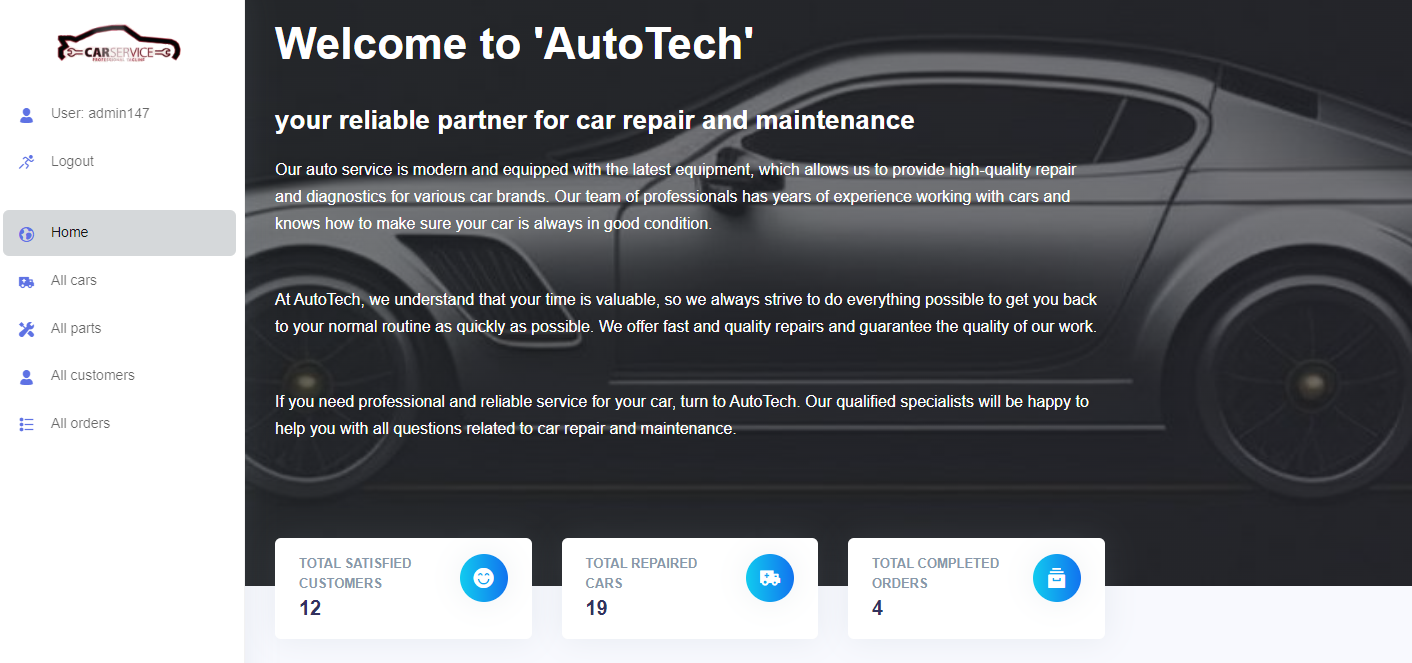 CARSERVICE
User: admin147
Logout
Home
All cars
All parts
All customers
All orders
Welcome to 'AutoTech'
your reliable partner for car repair and maintenance
Our auto service is modern and equipped with the latest equipment, which allows us to provide high-quality repair
and diagnostics for various car brands. Our team of professionals has years of experience working with cars and
knows how to make sure your car is always in good condition.
At AutoTech, we understand that your time is valuable, so we always strive to do everything possible to get you back
to your normal routine as quickly as possible. We offer fast and quality repairs and guarantee the quality of our work.
If you need professional and reliable service for your car, turn to AutoTech. Our qualified specialists will be happy to
help you with all questions related to car repair and maintenance.
TOTAL SATISFIED
CUSTOMERS
12
TOTAL REPAIRED
CARS
19
TOTAL COMPLETED
ORDERS
4